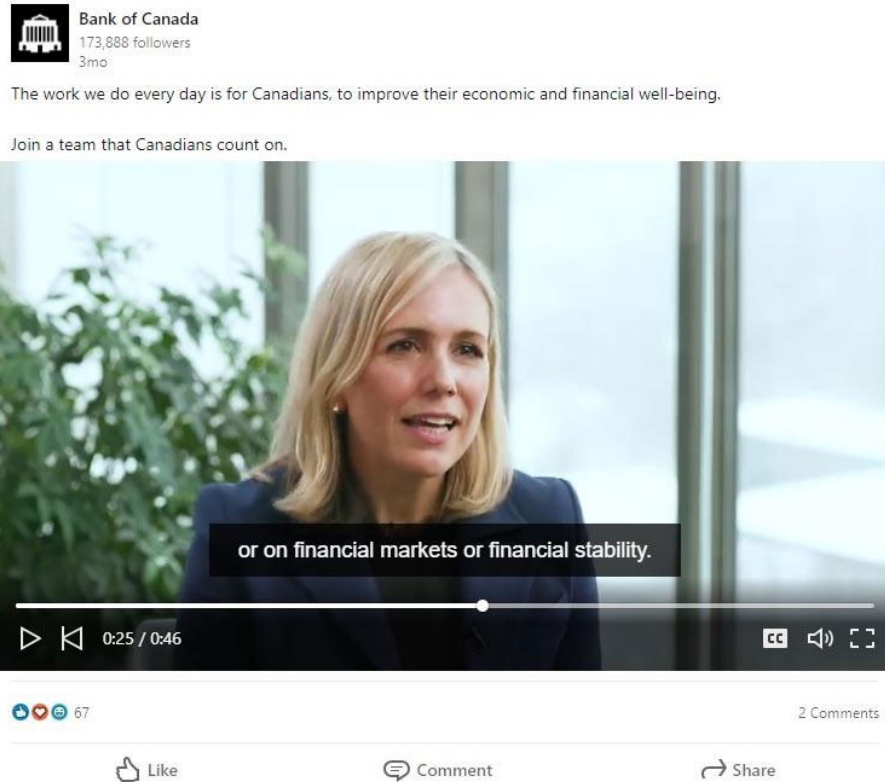 Bank of Canada
173,888 followers
3mo
The work we do every day is for Canadians, to improve their economic and financial well-being.
Join a team that Canadians count on.
or on financial markets or financial stability.
0:25 / 0:46
CC
67
2 Comments
Like
Comment
Share